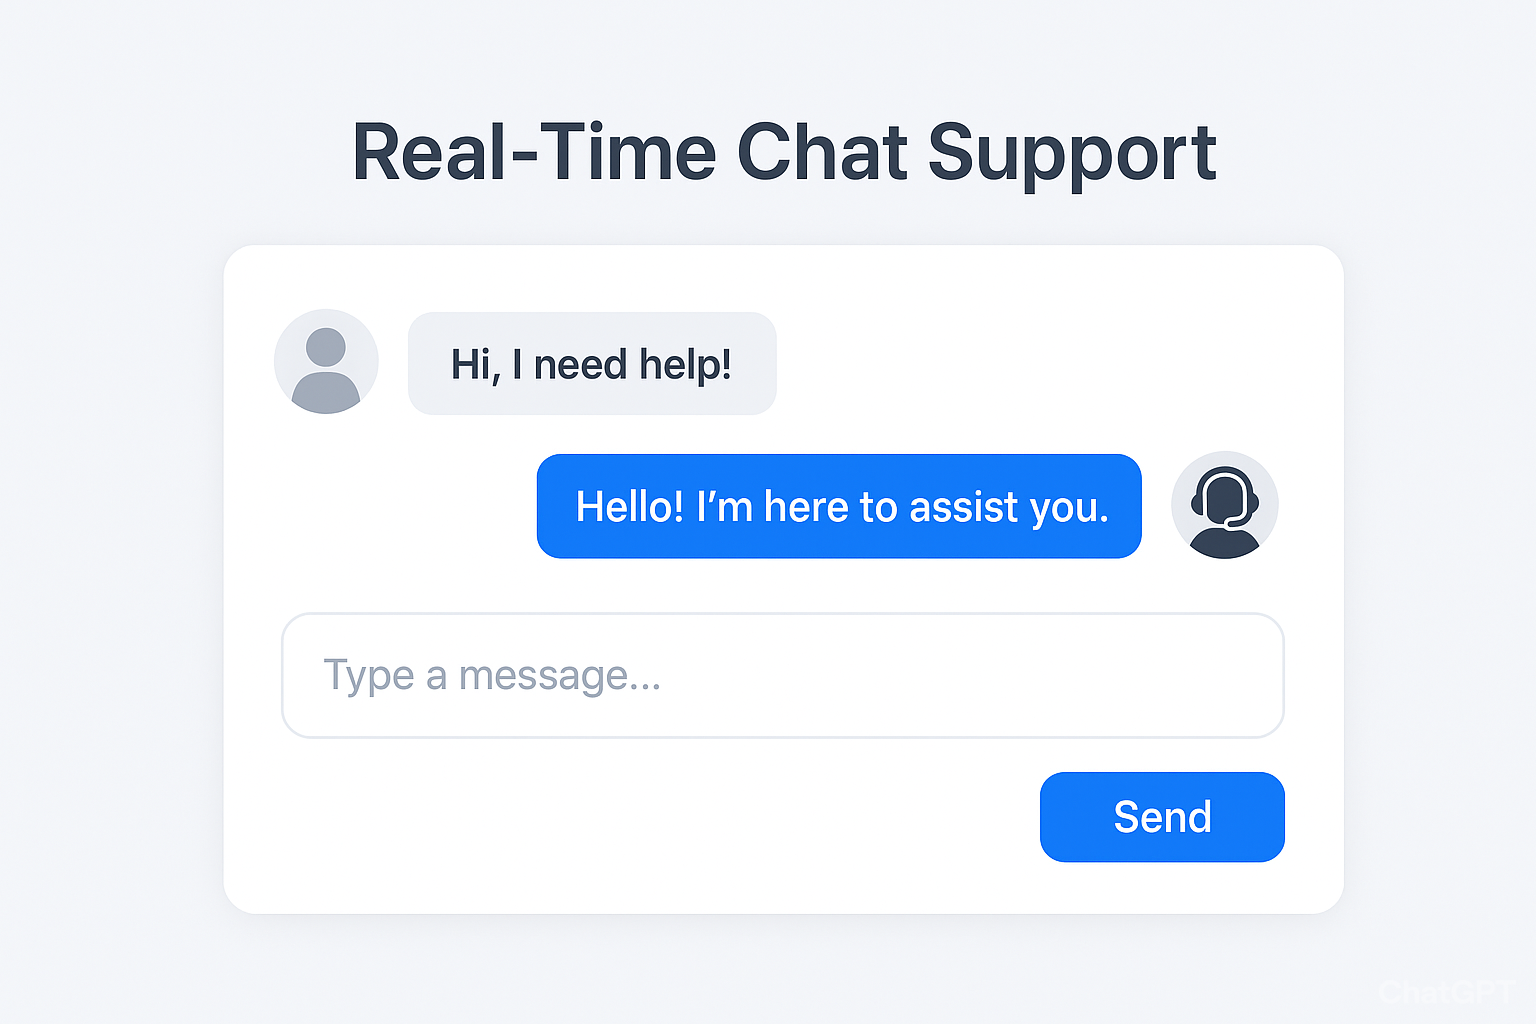 Real-Time Chat Support
Hi, I need help!
Hello! I’m here to assist you.
Type a message...
Send
ChatGPT